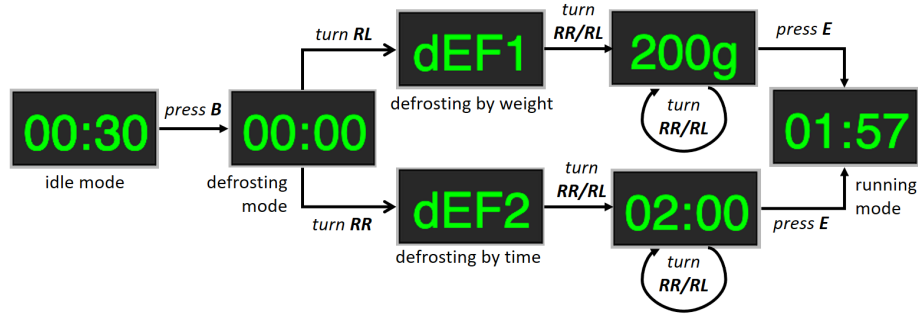 turn RL
dEF1
defrosting by weight
turn
RR/RL
200g
turn
RR/RL
press E
00:30
idle mode
press B
00:00
defrosting
mode
01:57
running
mode
turn RR
dEF2
defrosting by time
turn
RR/RL
02:00
turn
RR/RL
press E